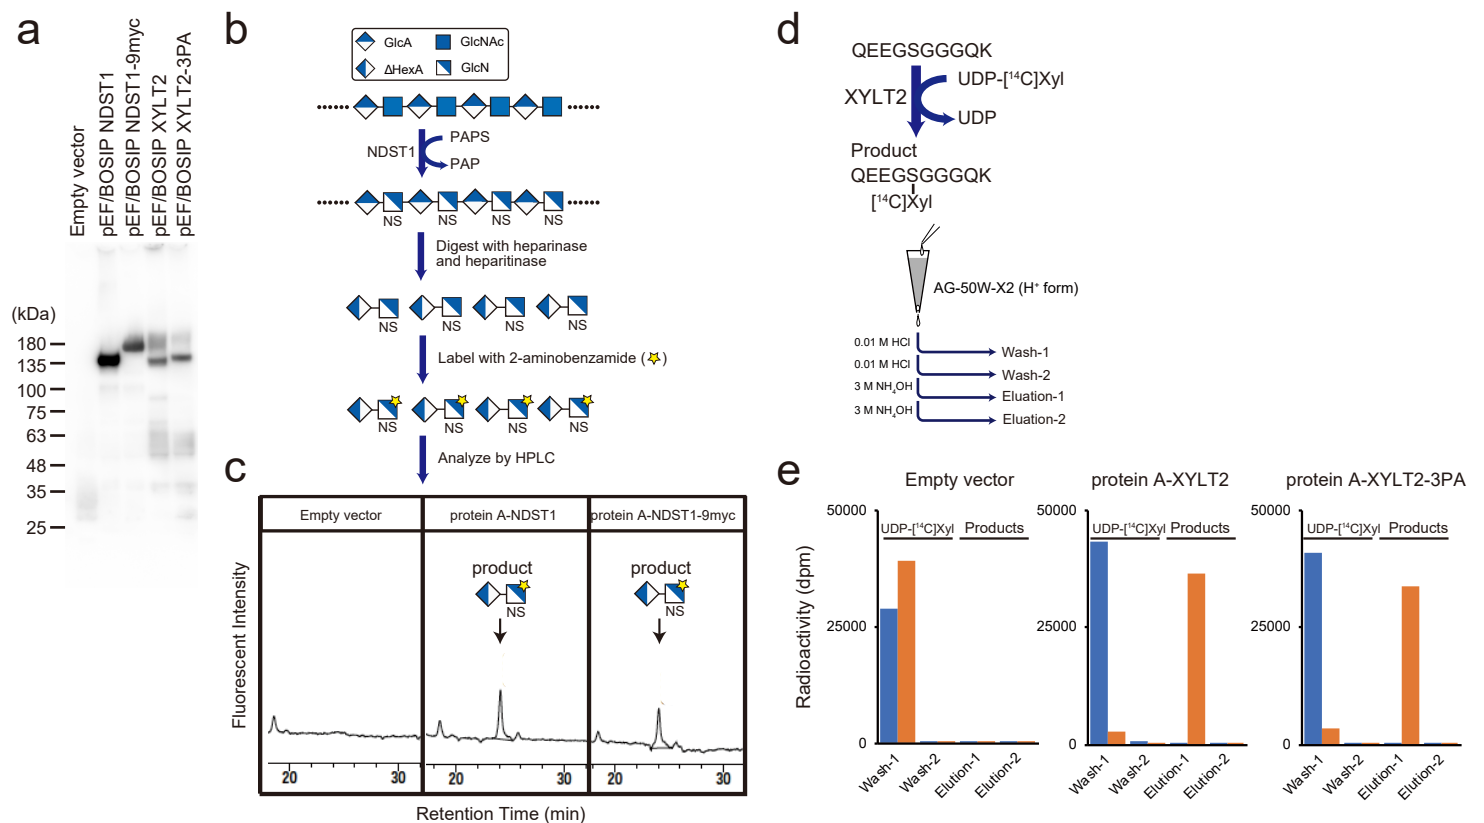 a
Empty vector
pEF/BOSIP NDST1
pEF/BOSIP NDST1-9myc
pEF/BOSIP XYLT2
pEF/BOSIP XYLT2-3PA
(kDa)
180
135
100
75
63
48
35
25
b
GlcA
GlcNAc
ΔHexA
GlcN
NDST1
PAPS
PAP
NS NS NS NS
Digest with heparinase
and heparitinase
NS NS NS NS
Label with 2-aminobenzamide ( )
NS NS NS NS
Analyze by HPLC
c
Empty vector
protein A-NDST1
protein A-NDST1-9myc
product
NS
product
NS
Fluorescent Intensity
20 30
20 30
20 30
Retention Time (min)
d
QEEGSGGGQK
XYLT2
UDP-[¹⁴C]Xyl
UDP
Product
QEEGSGGGQK
[¹⁴C]Xyl
AG-50W-X2 (H⁺ form)
0.01 M HCl
Wash-1
0.01 M HCl
Wash-2
3 M NH₄OH
Eluation-1
3 M NH₄OH
Eluation-2
e
Empty vector
protein A-XYLT2
protein A-XYLT2-3PA
Radioactivity (dpm)
50000
25000
0
UDP-[¹⁴C]Xyl
Products
Wash-1
Wash-2
Elution-1
Elution-2
50000
25000
0
UDP-[¹⁴C]Xyl
Products
Wash-1
Wash-2
Elution-1
Elution-2
50000
25000
0
UDP-[¹⁴C]Xyl
Products
Wash-1
Wash-2
Elution-1
Elution-2